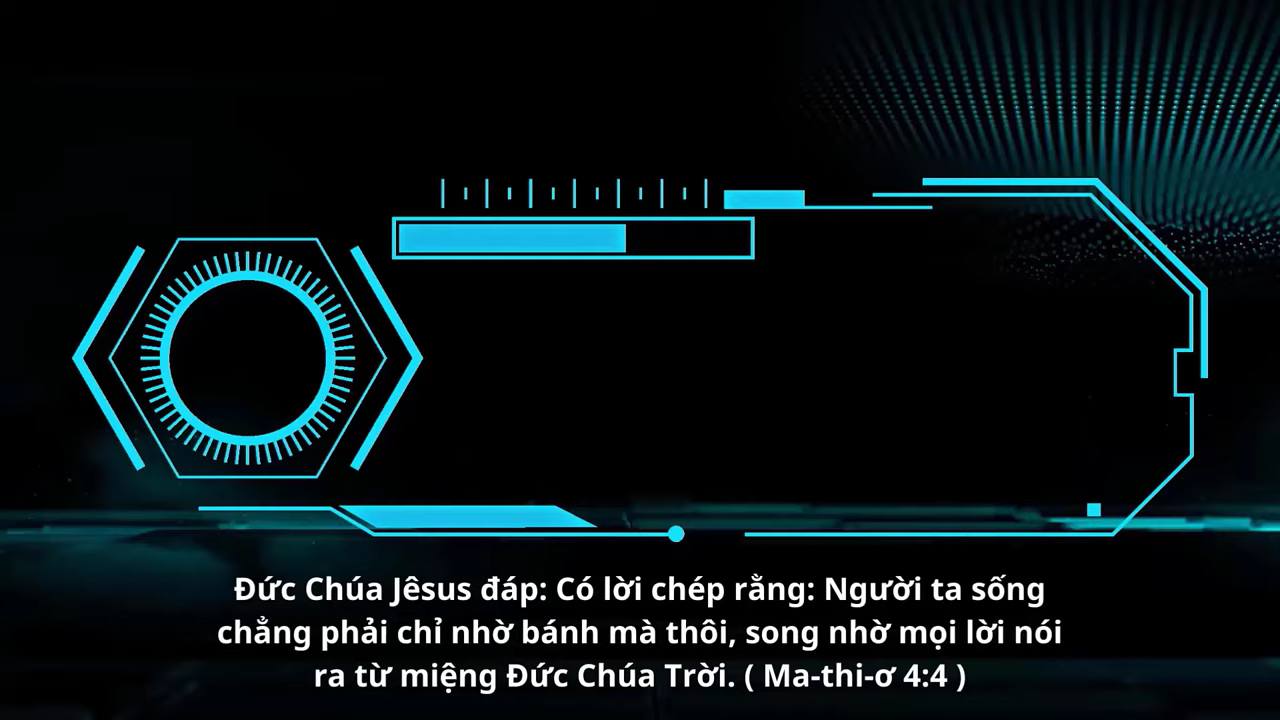 Đức Chúa Jêsus đáp: Có lời chép rằng: Người ta sống
chẳng phải chỉ nhờ bánh mà thôi, song nhờ mọi lời nói
ra từ miệng Đức Chúa Trời. ( Ma-thi-ơ 4:4 )